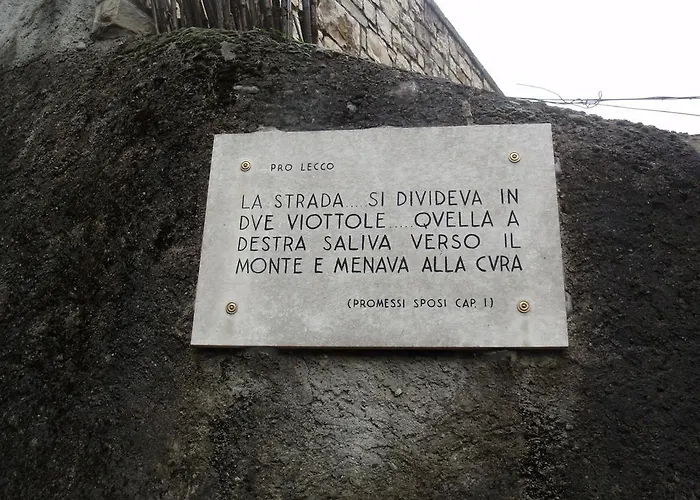 PRO LECCO
LA STRADA.... SI DIVIDEVA IN
DVE VIOTTOLE ..... QVELLA A
DESTRA SALIVA VERSO IL
MONTE E MENAVA ALLA CVRA
(PROMESSI SPOSI CAP. I)